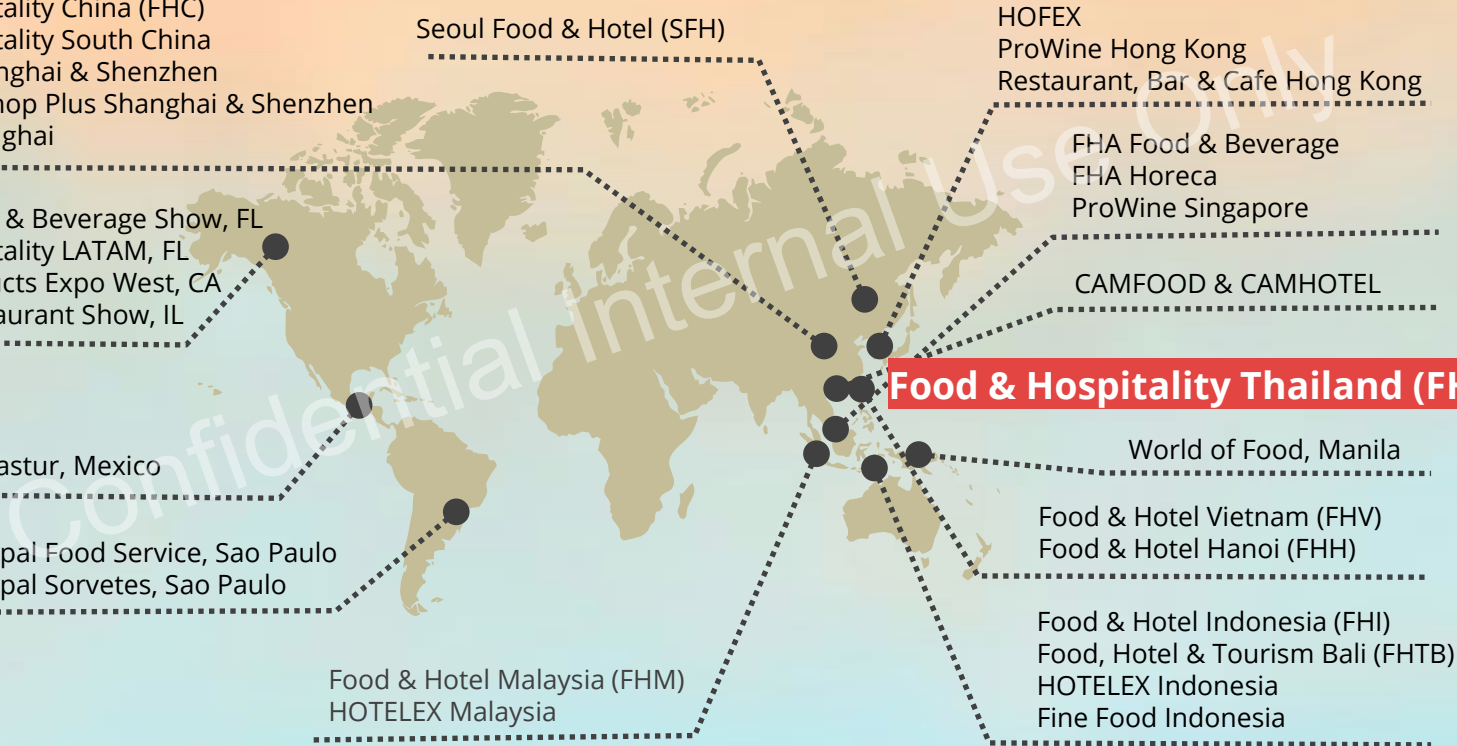 tality China (FHC)
tality South China
nghai & Shenzhen
hop Plus Shanghai & Shenzhen
ghai
Seoul Food & Hotel (SFH)
HOFEX
ProWine Hong Kong
Restaurant, Bar & Cafe Hong Kong
FHA Food & Beverage
FHA Horeca
ProWine Singapore
& Beverage Show, FL
tality LATAM, FL
ucts Expo West, CA
aurant Show, IL
CAMFOOD & CAMHOTEL
Food & Hospitality Thailand (FH
World of Food, Manila
astur, Mexico
Food & Hotel Vietnam (FHV)
Food & Hotel Hanoi (FHH)
pal Food Service, Sao Paulo
pal Sorvetes, Sao Paulo
Food & Hotel Indonesia (FHI)
Food, Hotel & Tourism Bali (FHTB)
HOTELEX Indonesia
Fine Food Indonesia
Food & Hotel Malaysia (FHM)
HOTELEX Malaysia
Confidential internal Use Only